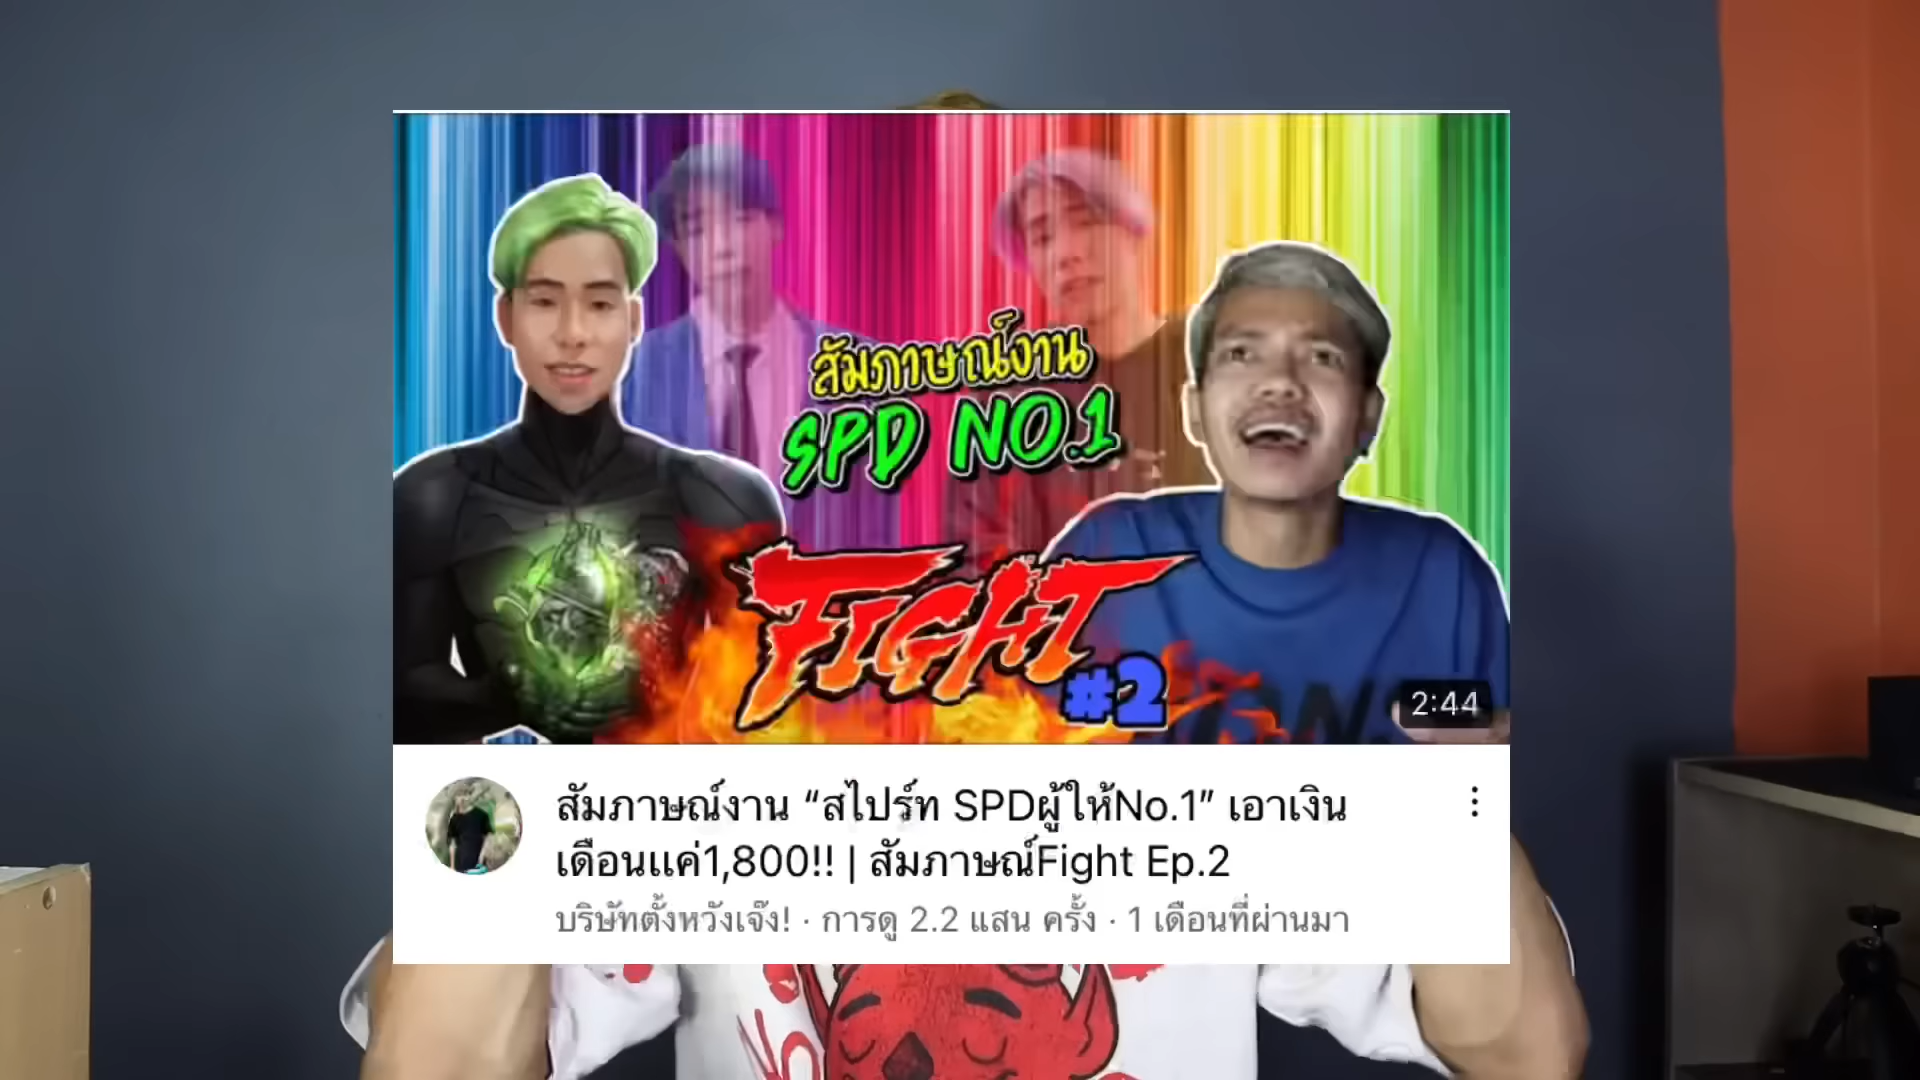 สัมภาษณ์งาน
SPD NO.1
FIGHT
#2
2:44
สัมภาษณ์งาน “สไปร์ท SPDผู้ให้No.1” เอาเงิน
เดือนแค่1,800!! | สัมภาษณ์Fight Ep.2
บริษัทตั้งหวังเจ๊ง! · การดู 2.2 แสน ครั้ง · 1 เดือนที่ผ่านมา